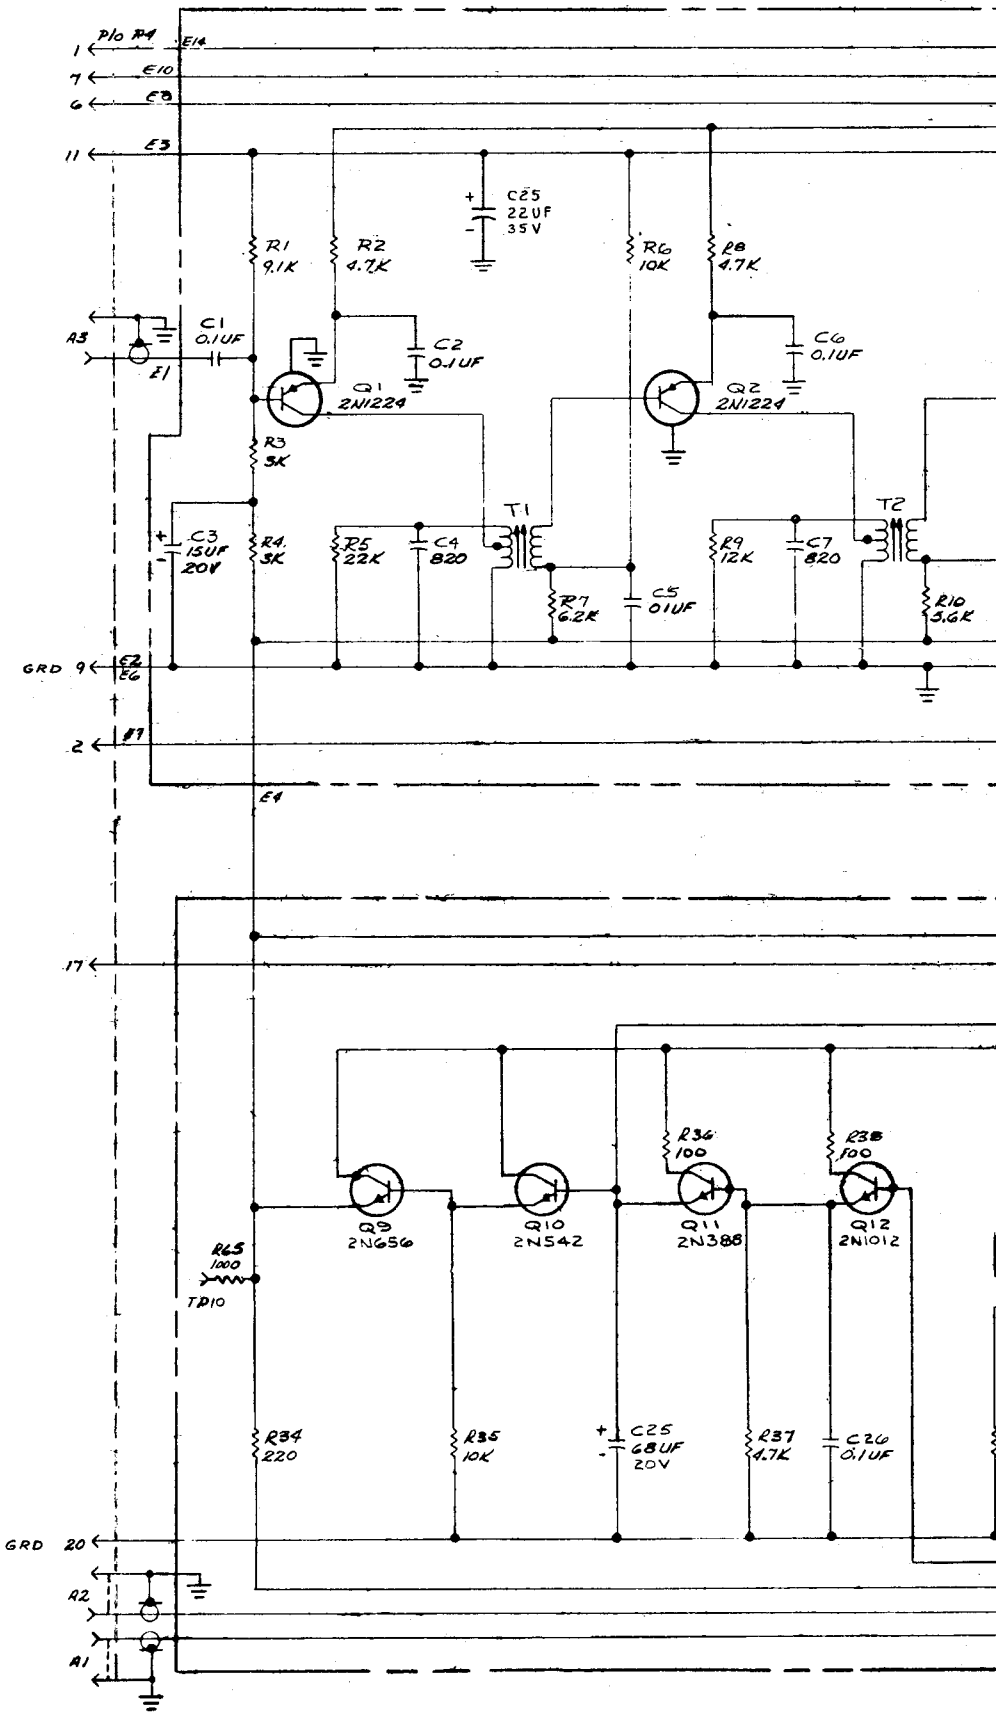 P/O P4
1 E14
7 E10
6 E8
11 E3
C25
22UF
35V
+
-
R1
9.1K
R2
4.7K
R6
10K
R8
4.7K
A3
E1
C1
0.1UF
C2
0.1UF
C6
0.1UF
Q1
2N1224
Q2
2N1224
R3
3K
T1
T2
C3
15UF
20V
+
-
R4
3K
R5
22K
C4
820
R9
12K
C7
820
R7
6.2K
C5
0.1UF
R10
5.6K
GRD 9 E2
E6
2 E7
E4
17
R36
100
R38
100
Q9
2N656
Q10
2N542
Q11
2N388
Q12
2N1012
R65
1000
TP10
R34
220
R35
10K
+
-
C25
68UF
20V
R37
4.7K
C26
0.1UF
GRD 20
A2
A1